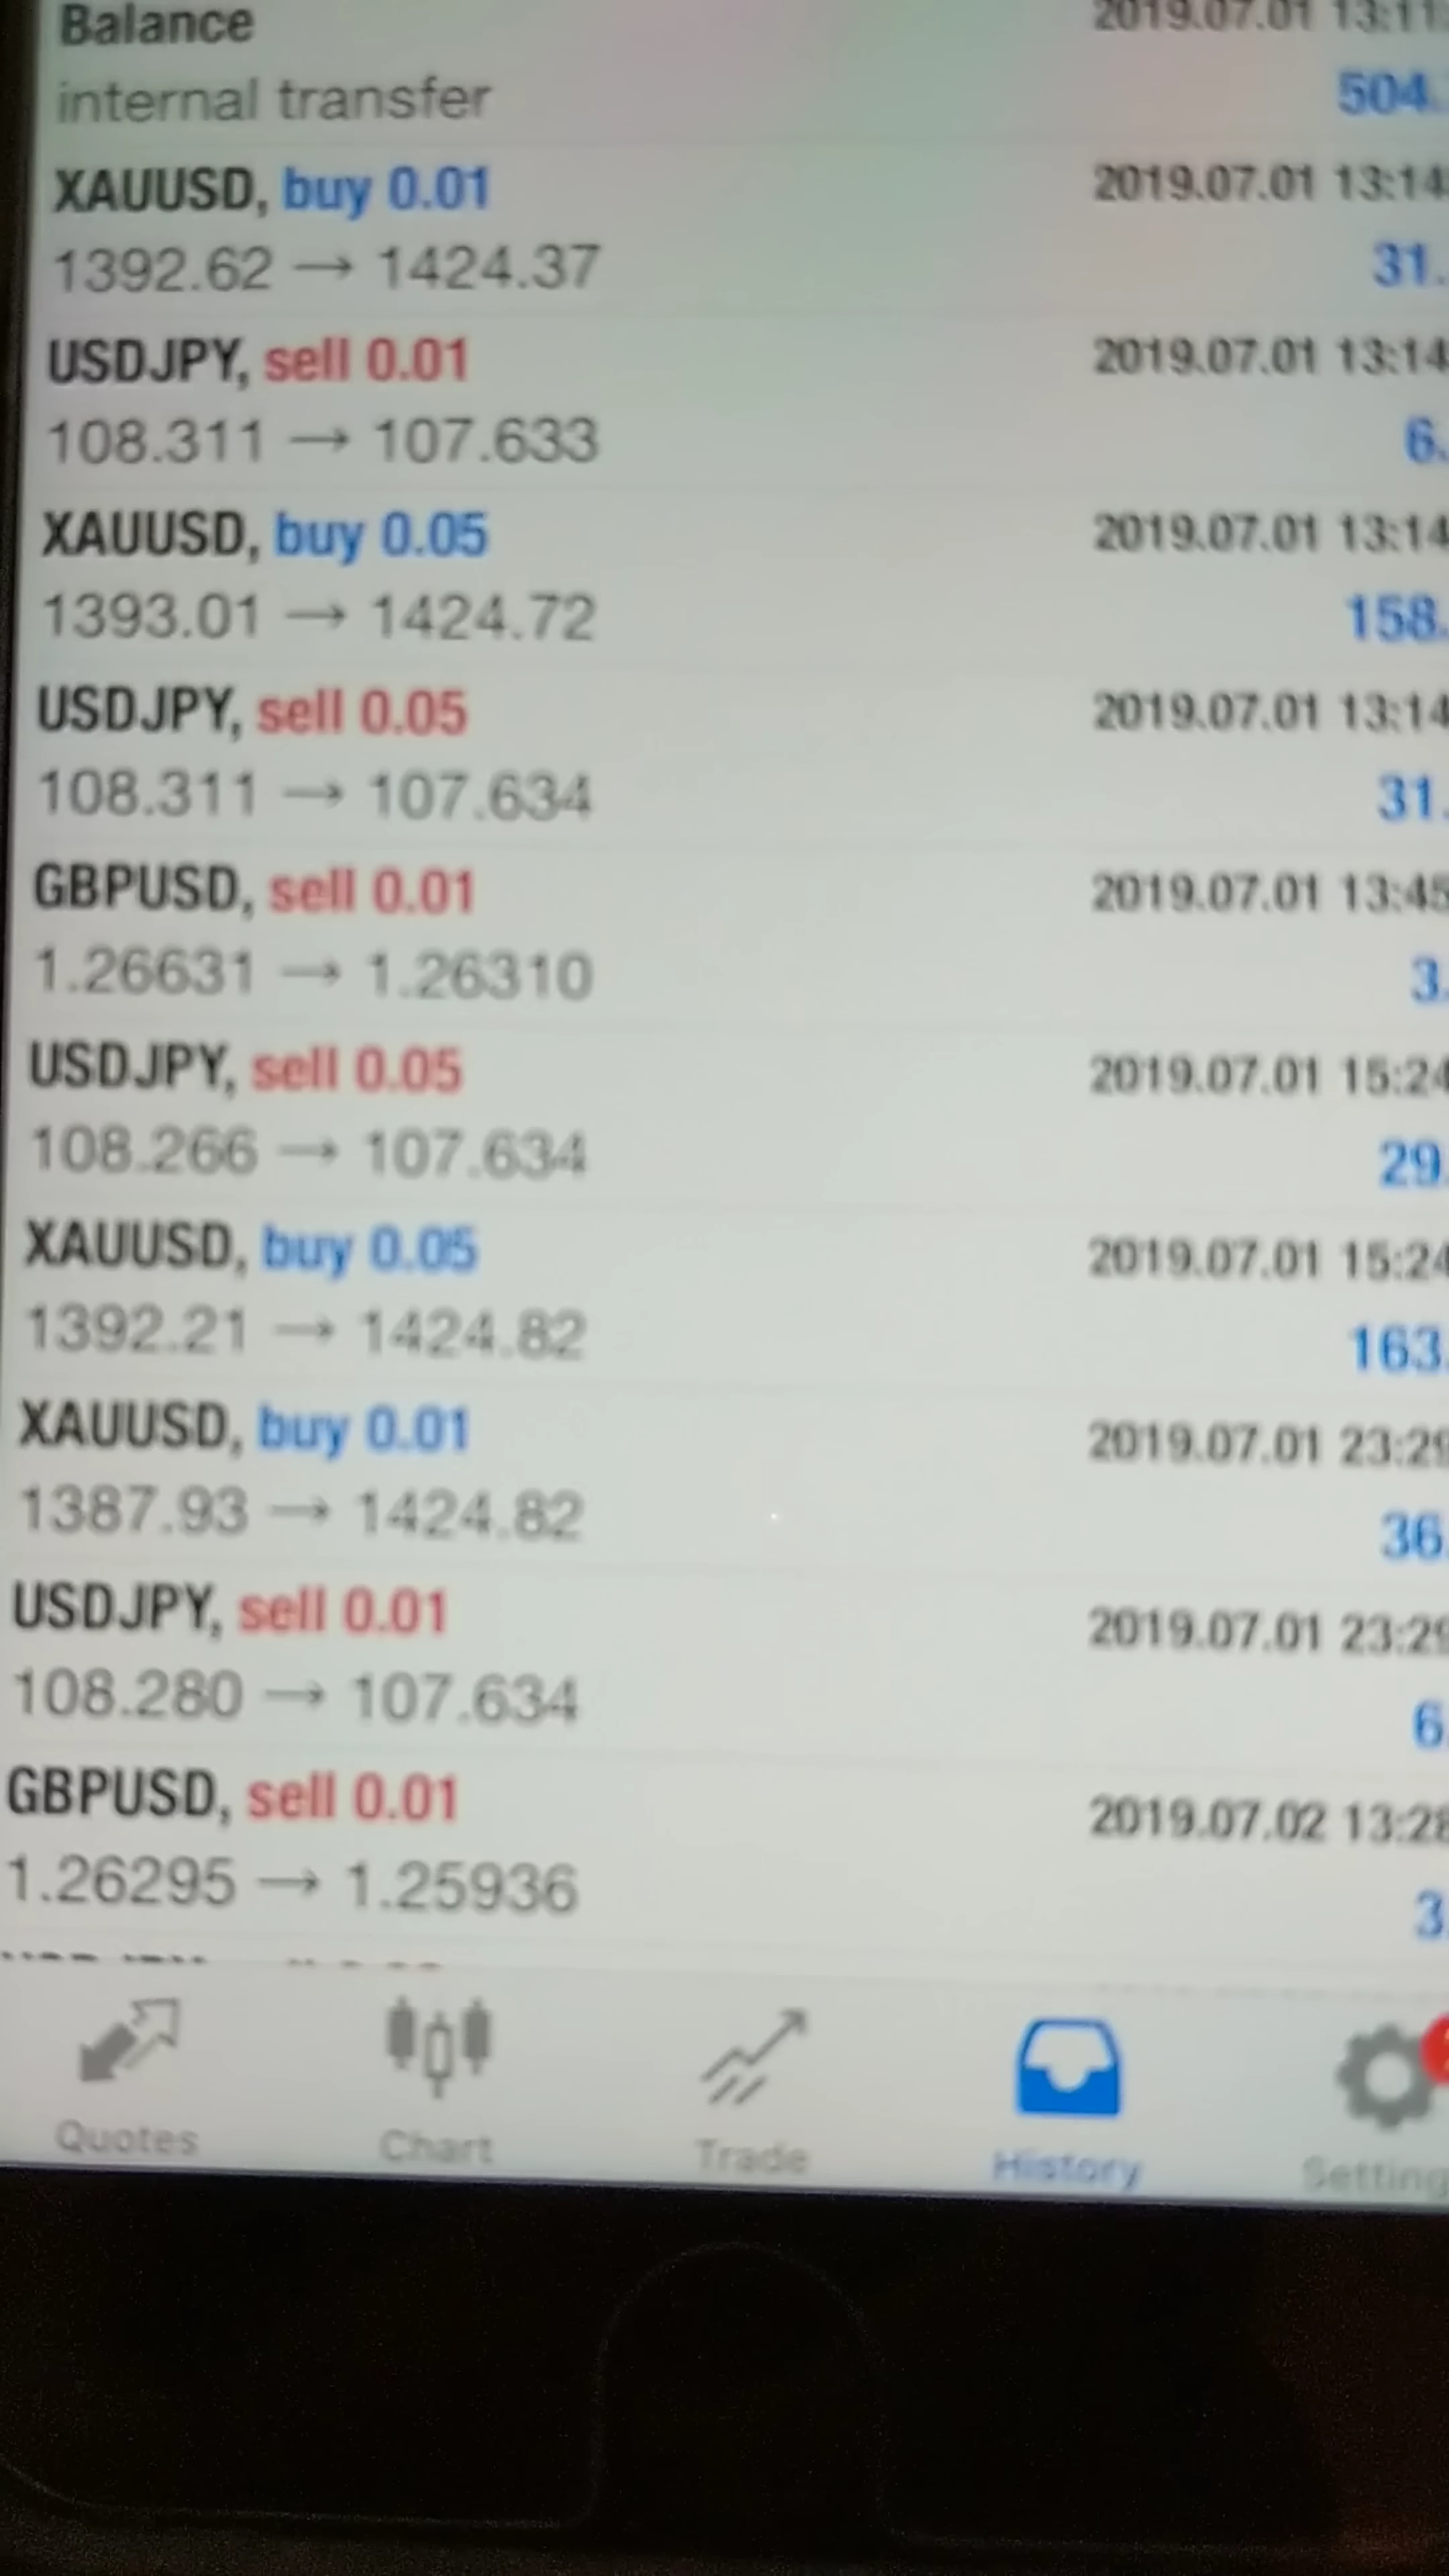 Balance 2019.07.01 13:11
internal transfer 504.
XAUUSD, buy 0.01 2019.07.01 13:14
1392.62 → 1424.37 31.
USDJPY, sell 0.01 2019.07.01 13:14
108.311 → 107.633 6.
XAUUSD, buy 0.05 2019.07.01 13:14
1393.01 → 1424.72 158.
USDJPY, sell 0.05 2019.07.01 13:14
108.311 → 107.634 31.
GBPUSD, sell 0.01 2019.07.01 13:45
1.26631 → 1.26310 3.
USDJPY, sell 0.05 2019.07.01 15:24
108.266 → 107.634 29.
XAUUSD, buy 0.05 2019.07.01 15:24
1392.21 → 1424.82 163.
XAUUSD, buy 0.01 2019.07.01 23:29
1387.93 → 1424.82 36.
USDJPY, sell 0.01 2019.07.01 23:29
108.280 → 107.634 6.
GBPUSD, sell 0.01 2019.07.02 13:28
1.26295 → 1.25936 3.
Quotes Chart Trade History Setting